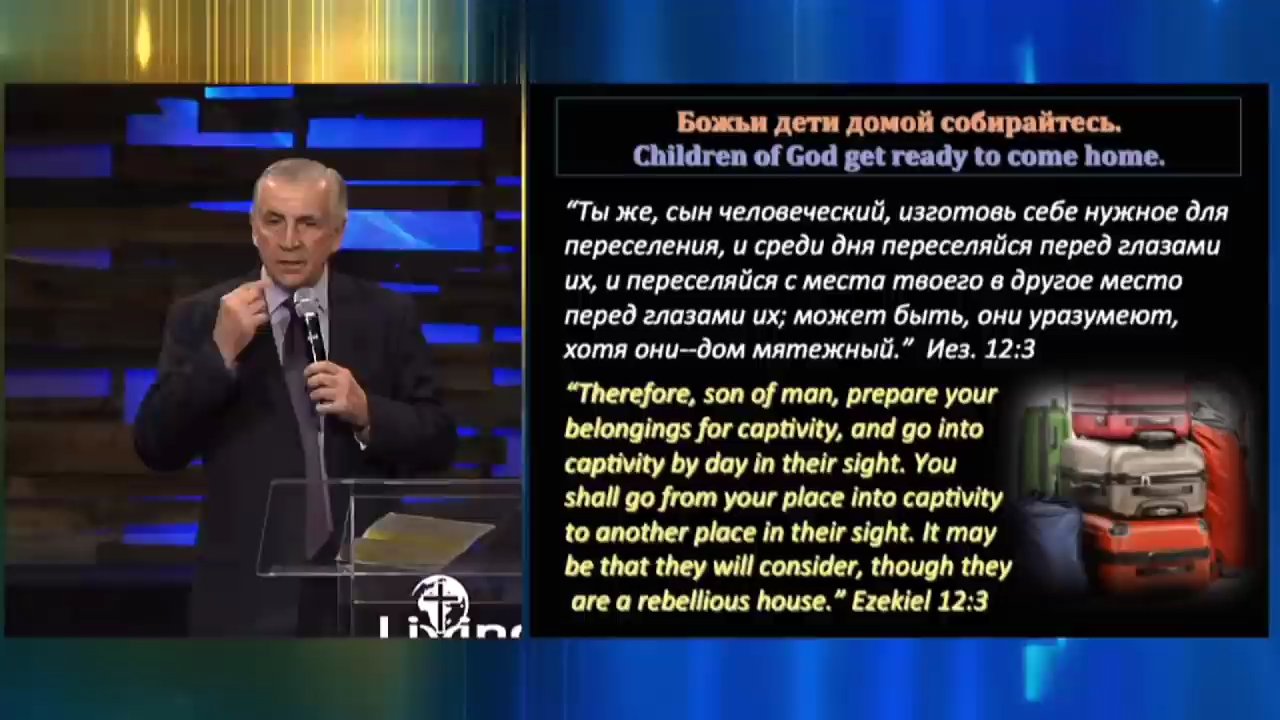 Божьи дети домой собирайтесь.
Children of God get ready to come home.
“Ты же, сын человеческий, изготовь себе нужное для
переселения, и среди дня переселяйся перед глазами
их, и переселяйся с места твоего в другое место
перед глазами их; может быть, они уразумеют,
хотя они--дом мятежный.” Иез. 12:3
“Therefore, son of man, prepare your
belongings for captivity, and go into
captivity by day in their sight. You
shall go from your place into captivity
to another place in their sight. It may
be that they will consider, though they
are a rebellious house.” Ezekiel 12:3